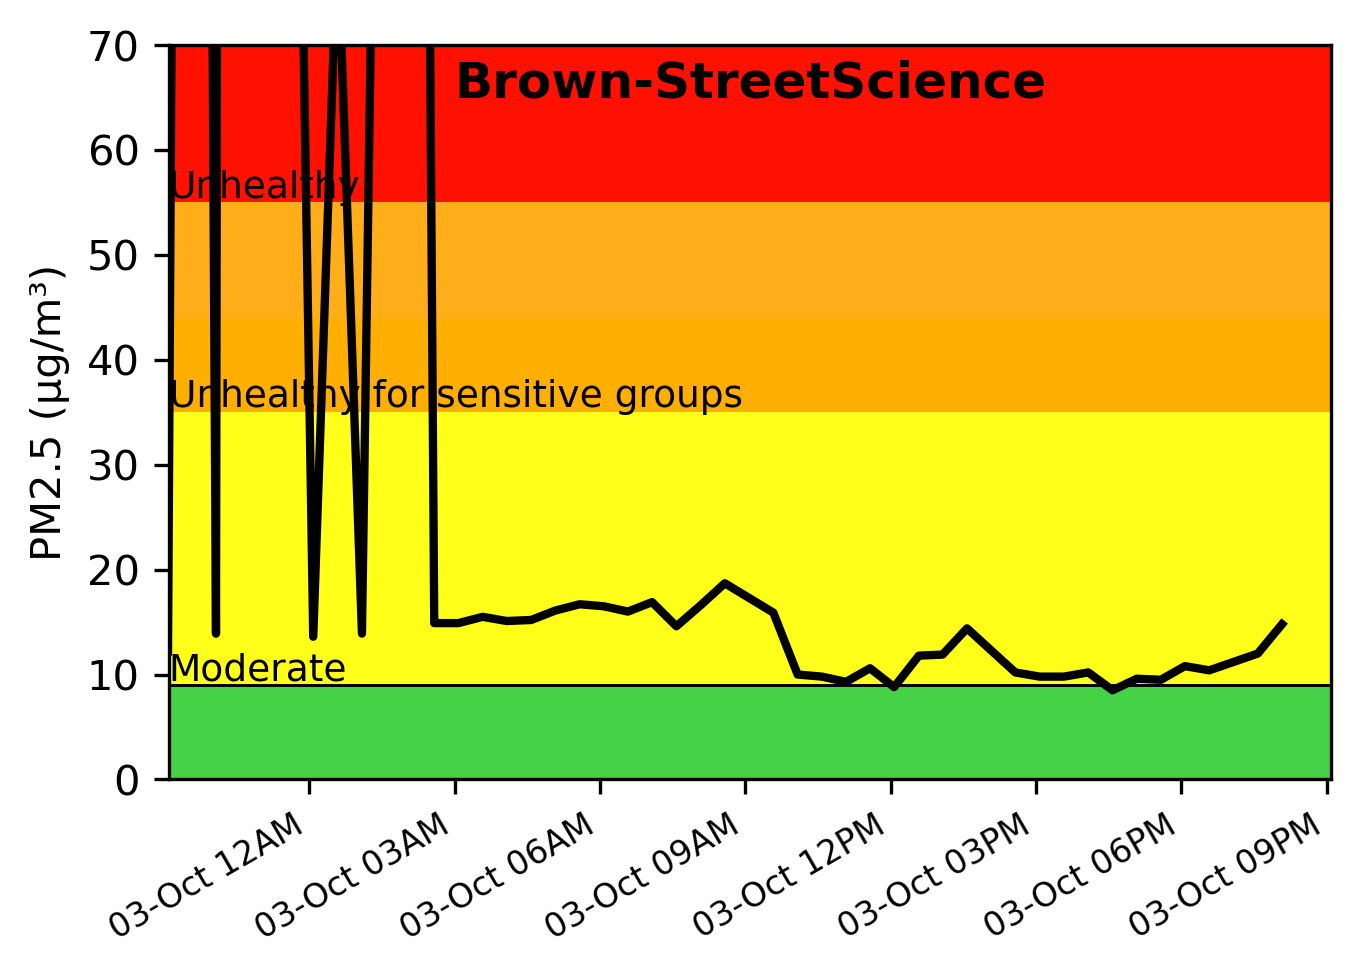 Brown-StreetScience
70
60
50
40
30
20
10
0
PM2.5 (µg/m³)
Unhealthy
Unhealthy for sensitive groups
Moderate
03-Oct 12AM
03-Oct 03AM
03-Oct 06AM
03-Oct 09AM
03-Oct 12PM
03-Oct 03PM
03-Oct 06PM
03-Oct 09PM